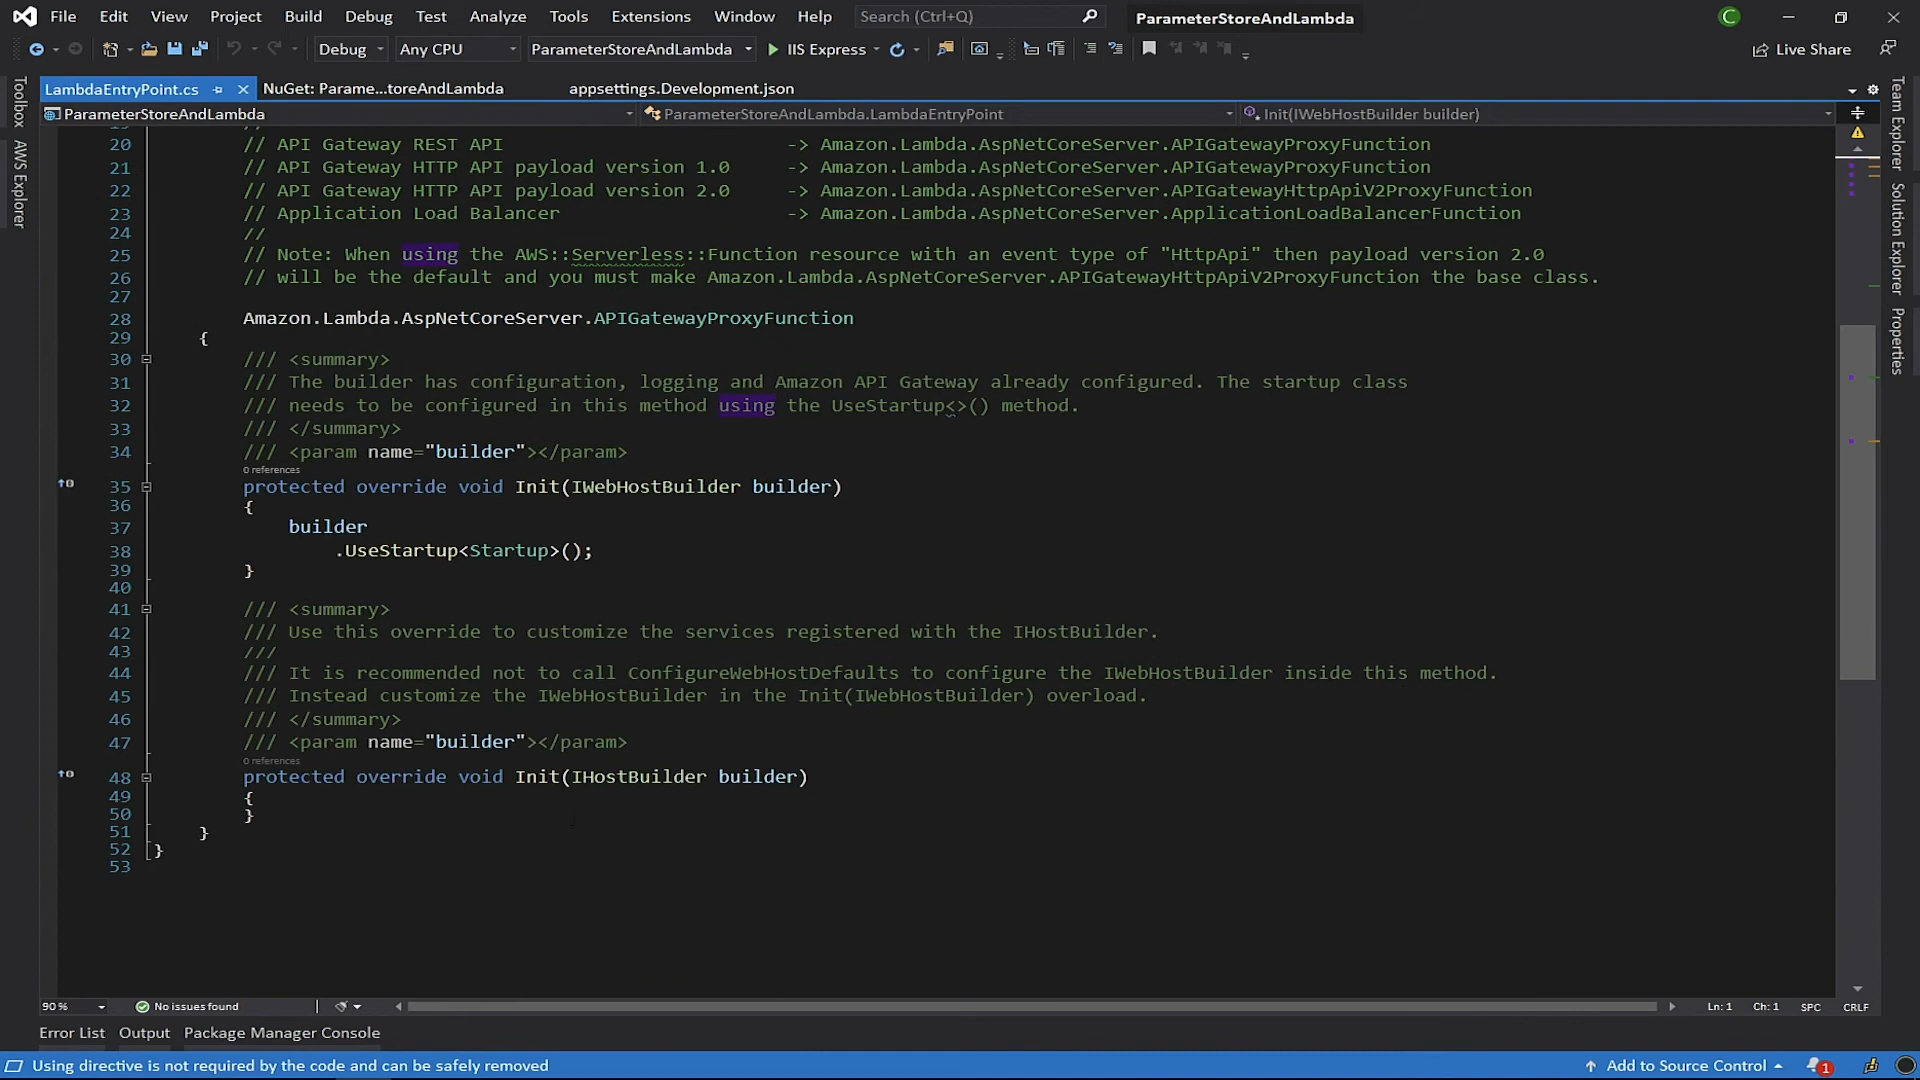 File Edit View Project Build Debug Test Analyze Tools Extensions Window Help Search (Ctrl+Q) ParameterStoreAndLambda
Debug Any CPU ParameterStoreAndLambda IIS Express Live Share
LambdaEntryPoint.cs NuGet: Parame...toreAndLambda appsettings.Development.json
ParameterStoreAndLambda ParameterStoreAndLambda.LambdaEntryPoint Init(IWebHostBuilder builder)
Toolbox
AWS Explorer
Team Explorer
Solution Explorer
Properties
20 // API Gateway REST API -> Amazon.Lambda.AspNetCoreServer.APIGatewayProxyFunction
21 // API Gateway HTTP API payload version 1.0 -> Amazon.Lambda.AspNetCoreServer.APIGatewayProxyFunction
22 // API Gateway HTTP API payload version 2.0 -> Amazon.Lambda.AspNetCoreServer.APIGatewayHttpApiV2ProxyFunction
23 // Application Load Balancer -> Amazon.Lambda.AspNetCoreServer.ApplicationLoadBalancerFunction
24 //
25 // Note: When using the AWS::Serverless::Function resource with an event type of "HttpApi" then payload version 2.0
26 // will be the default and you must make Amazon.Lambda.AspNetCoreServer.APIGatewayHttpApiV2ProxyFunction the base class.
27
28 Amazon.Lambda.AspNetCoreServer.APIGatewayProxyFunction
29 {
30 /// <summary>
31 /// The builder has configuration, logging and Amazon API Gateway already configured. The startup class
32 /// needs to be configured in this method using the UseStartup<>() method.
33 /// </summary>
34 /// <param name="builder"></param>
0 references
35 protected override void Init(IWebHostBuilder builder)
36 {
37 builder
38 .UseStartup<Startup>();
39 }
40
41 /// <summary>
42 /// Use this override to customize the services registered with the IHostBuilder.
43 ///
44 /// It is recommended not to call ConfigureWebHostDefaults to configure the IWebHostBuilder inside this method.
45 /// Instead customize the IWebHostBuilder in the Init(IWebHostBuilder) overload.
46 /// </summary>
47 /// <param name="builder"></param>
0 references
48 protected override void Init(IHostBuilder builder)
49 {
50 }
51 }
52 }
53
90 % No issues found Ln: 1 Ch: 1 SPC CRLF
Error List Output Package Manager Console
Using directive is not required by the code and can be safely removed Add to Source Control 1